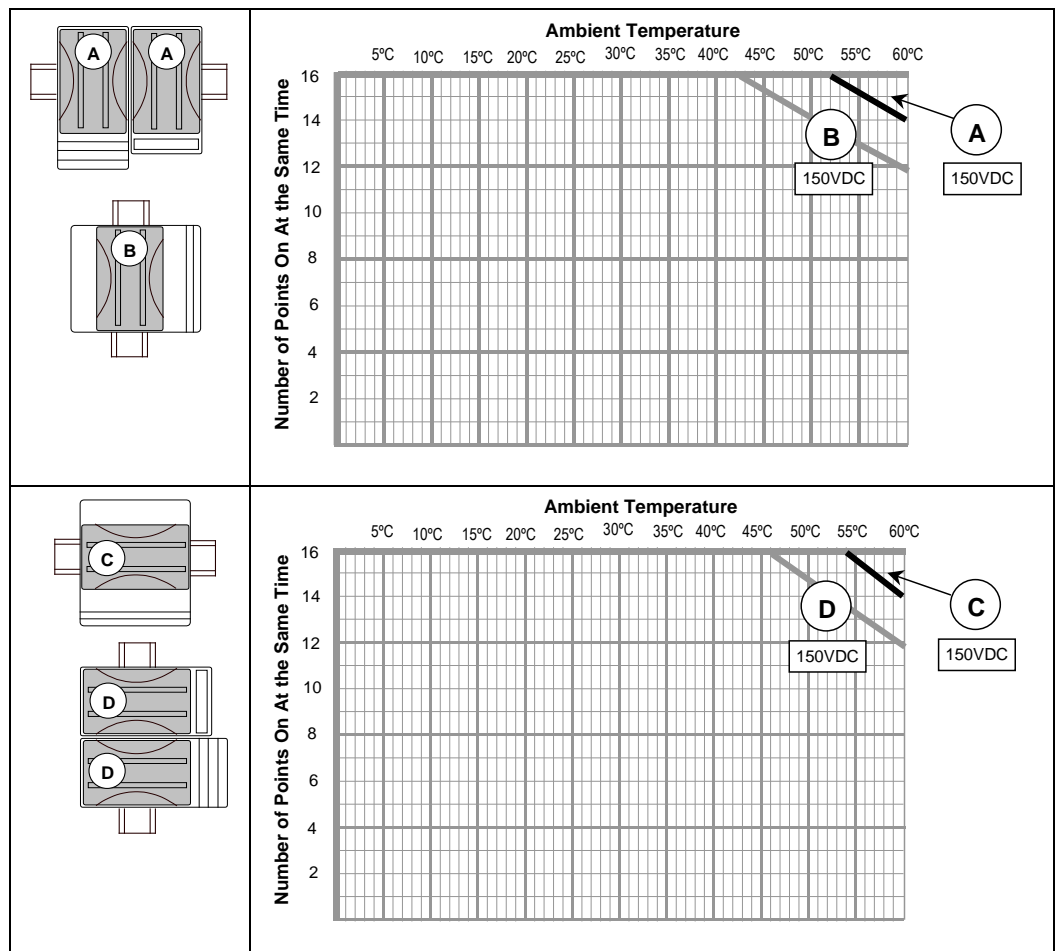 A A
B
Ambient Temperature
5ºC 10ºC 15ºC 20ºC 25ºC 30ºC 35ºC 40ºC 45ºC 50ºC 55ºC 60ºC
Number of Points On At the Same Time
16
14
12
10
8
6
4
2
B
150VDC
A
150VDC
C
D
D
Ambient Temperature
5ºC 10ºC 15ºC 20ºC 25ºC 30ºC 35ºC 40ºC 45ºC 50ºC 55ºC 60ºC
Number of Points On At the Same Time
16
14
12
10
8
6
4
2
D
150VDC
C
150VDC